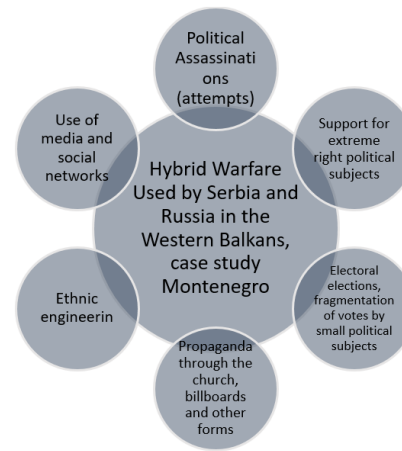 Political
Assassinati
ons
(attempts)
Use of
media and
social
networks
Support for
extreme
right political
subjects
Hybrid Warfare
Used by Serbia and
Russia in the
Western Balkans,
case study
Montenegro
Ethnic
engineerin
Electoral
elections,
fragmentation
of votes by
small political
subjects
Propaganda
through the
church,
billboards
and other
forms